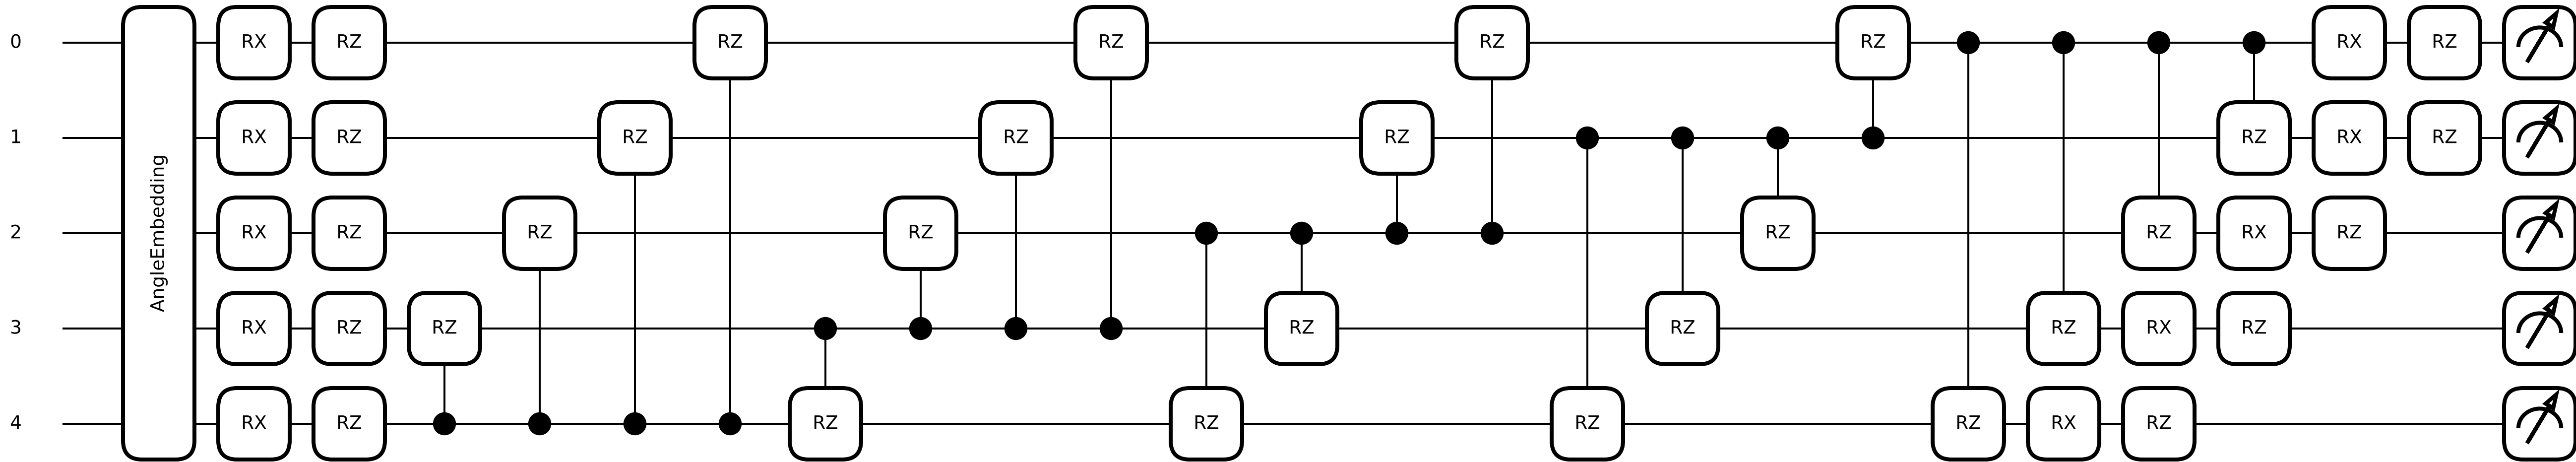 0 RX RZ RZ RZ RZ RZ RX RZ
1 RX RZ RZ RZ RZ RZ RX RZ
AngleEmbedding
2 RX RZ RZ RZ RZ RZ RX RZ
3 RX RZ RZ RZ RZ RZ RX RZ
4 RX RZ RZ RZ RZ RZ RX RZ